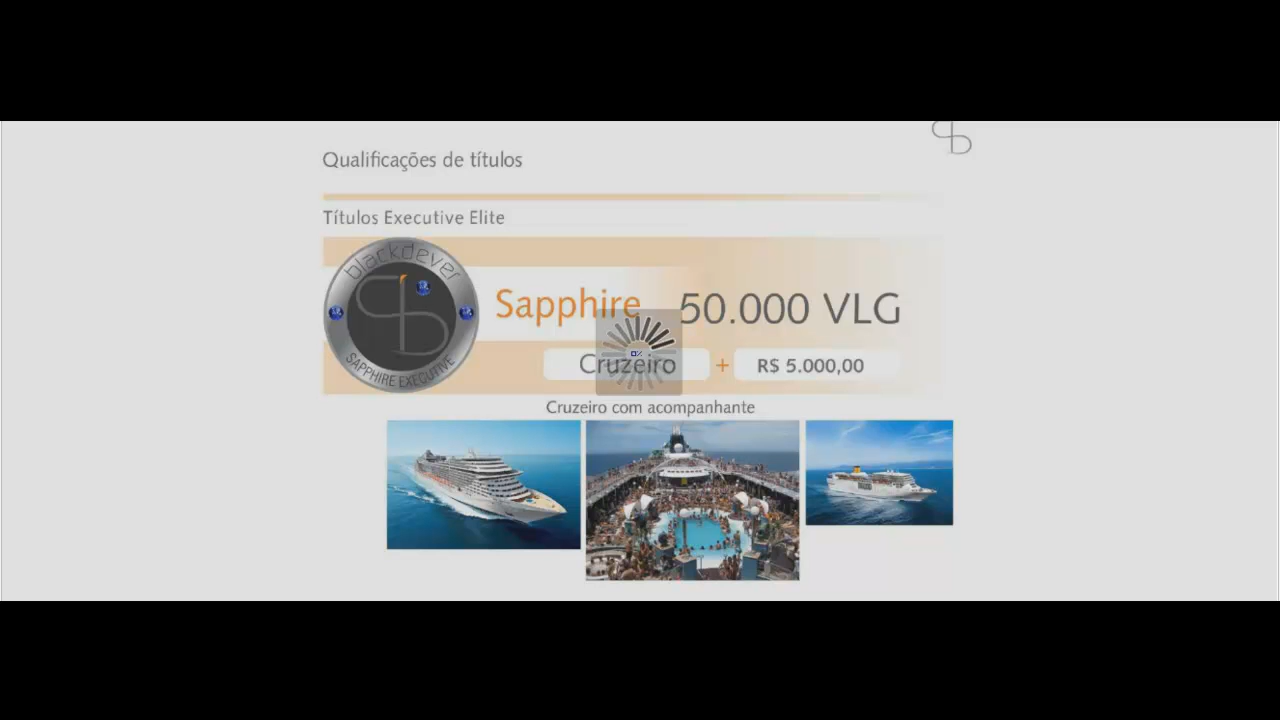 Qualificações de títulos
Títulos Executive Elite
blackdever
SAPPHIRE EXECUTIVE
Sapphire 50.000 VLG
Cruzeiro + R$ 5.000,00
Cruzeiro com acompanhante